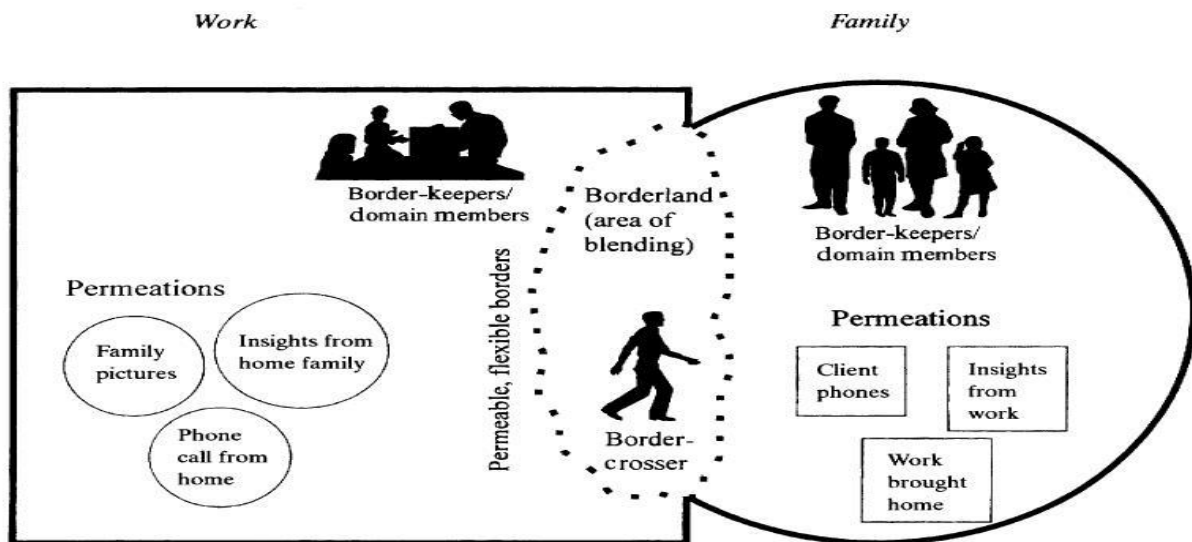 Work
Family
Border-keepers/
domain members
Borderland
(area of
blending)
Border-keepers/
domain members
Permeable, flexible borders
Permeations
Family
pictures
Insights from
home family
Phone
call from
home
Border-
crosser
Permeations
Client
phones
Insights
from
work
Work
brought
home